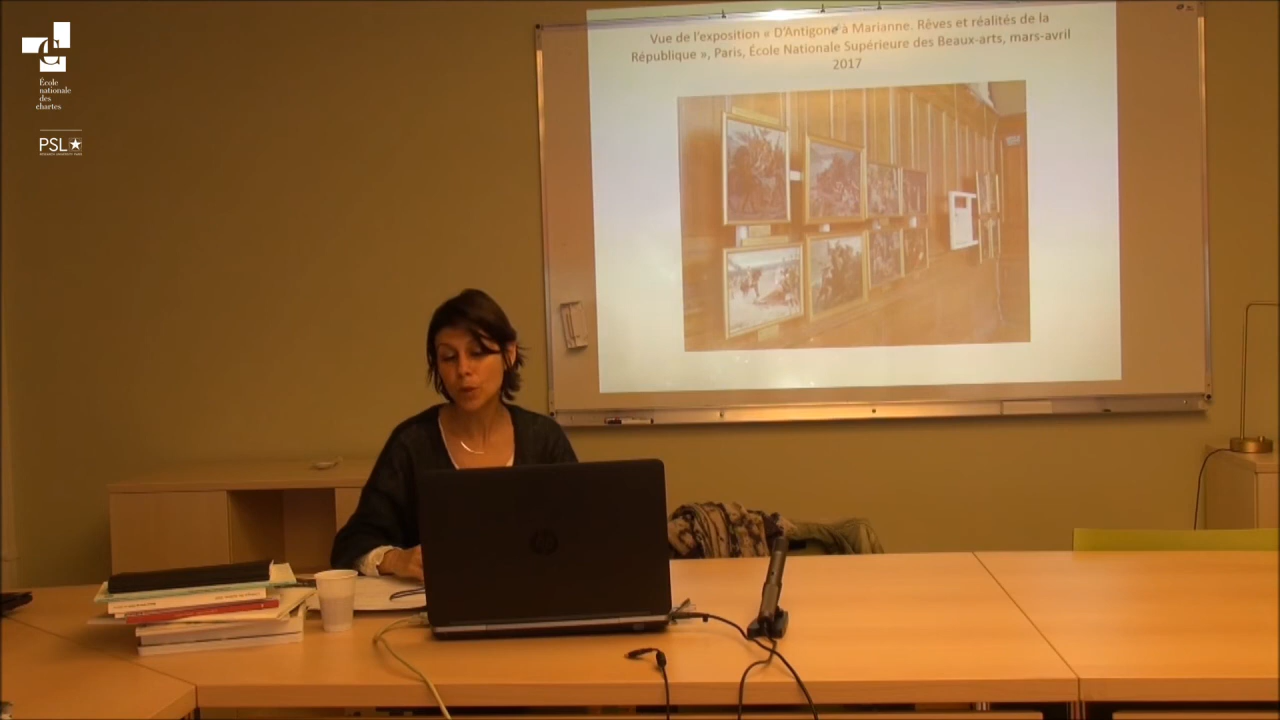 École
nationale
des
chartes
PSL
Vue de l'exposition « D'Antigone à Marianne. Rêves et réalités de la
République », Paris, École Nationale Supérieure des Beaux-arts, mars-avril
2017